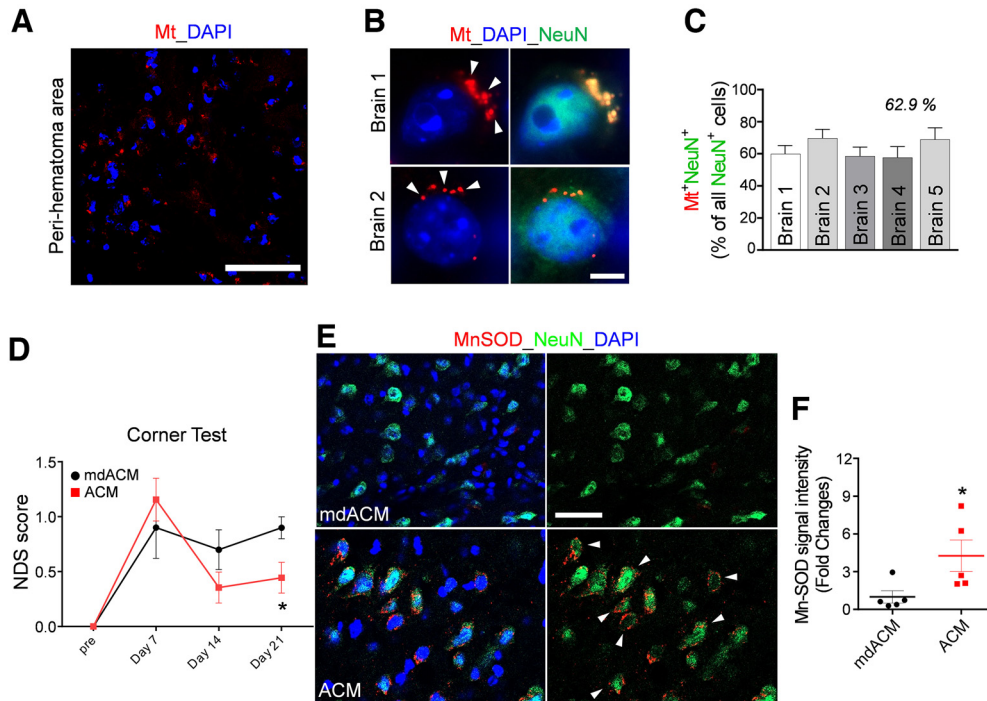 A
Mt_DAPI
Peri-hematoma area
B
Mt_DAPI_NeuN
Brain 1
Brain 2
C
Mt⁺NeuN⁺
(% of all NeuN⁺ cells)
100
80
60
40
20
0
62.9 %
Brain 1
Brain 2
Brain 3
Brain 4
Brain 5
D
Corner Test
NDS score
1.5
1.0
0.5
0.0
mdACM
ACM
*
pre
Day 7
Day 14
Day 21
E
MnSOD_NeuN_DAPI
mdACM
ACM
F
Mn-SOD signal intensity
(Fold Changes)
12
9
6
3
0
*
mdACM
ACM